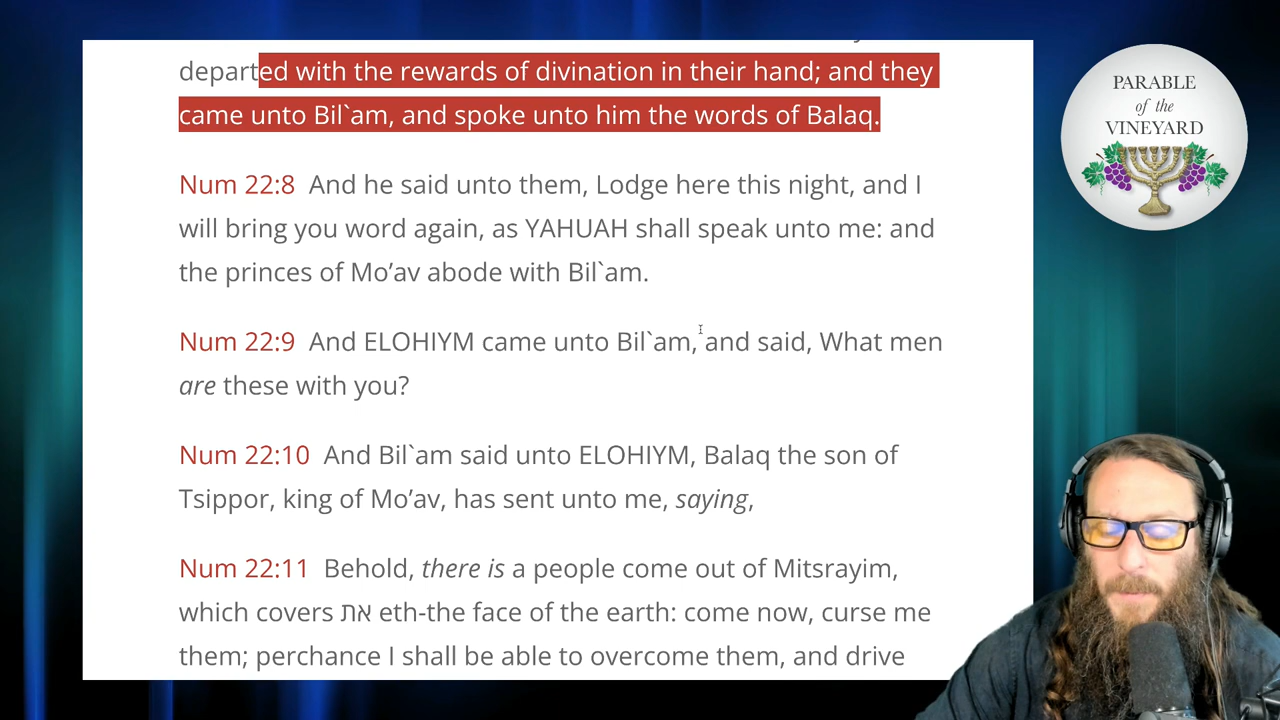 departed with the rewards of divination in their hand; and they
came unto Bil`am, and spoke unto him the words of Balaq.
Num 22:8 And he said unto them, Lodge here this night, and I
will bring you word again, as YAHUAH shall speak unto me: and
the princes of Mo’av abode with Bil`am.
Num 22:9 And ELOHIYM came unto Bil`am, and said, What men
are these with you?
Num 22:10 And Bil`am said unto ELOHIYM, Balaq the son of
Tsippor, king of Mo’av, has sent unto me, saying,
Num 22:11 Behold, there is a people come out of Mitsrayim,
which covers את eth-the face of the earth: come now, curse me
them; perchance I shall be able to overcome them, and drive
PARABLE
of the
VINEYARD